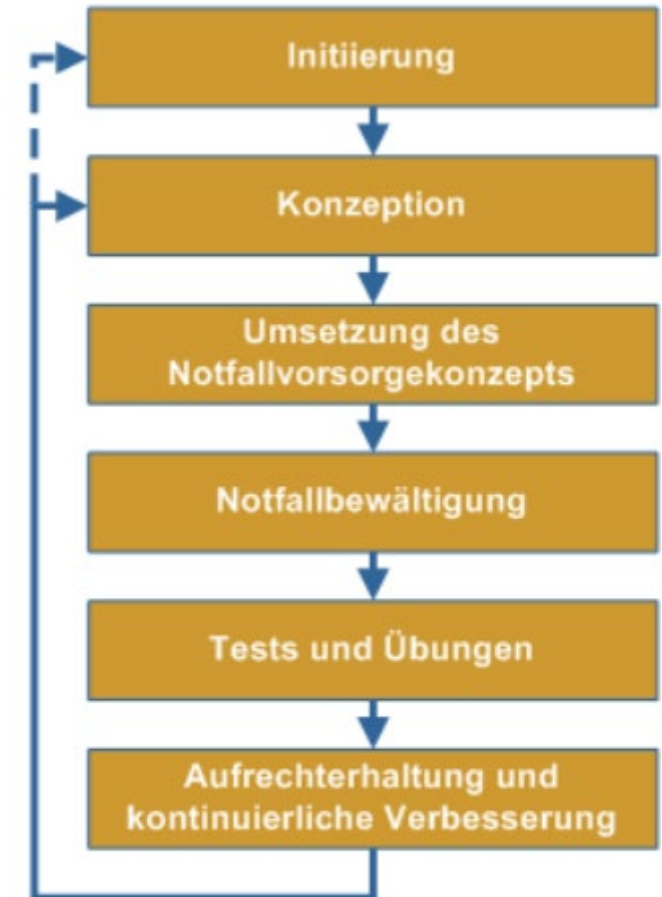 Initiierung
Konzeption
Umsetzung des
Notfallvorsorgekonzepts
Notfallbewältigung
Tests und Übungen
Aufrechterhaltung und
kontinuierliche Verbesserung